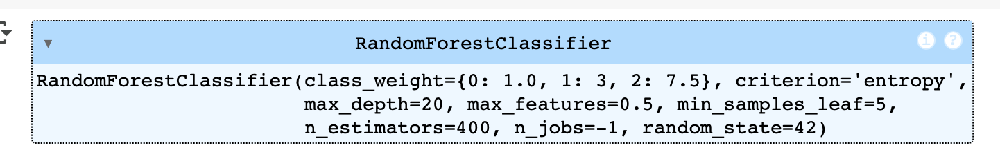 RandomForestClassifier
RandomForestClassifier(class_weight={0: 1.0, 1: 3, 2: 7.5}, criterion='entropy',
max_depth=20, max_features=0.5, min_samples_leaf=5,
n_estimators=400, n_jobs=-1, random_state=42)